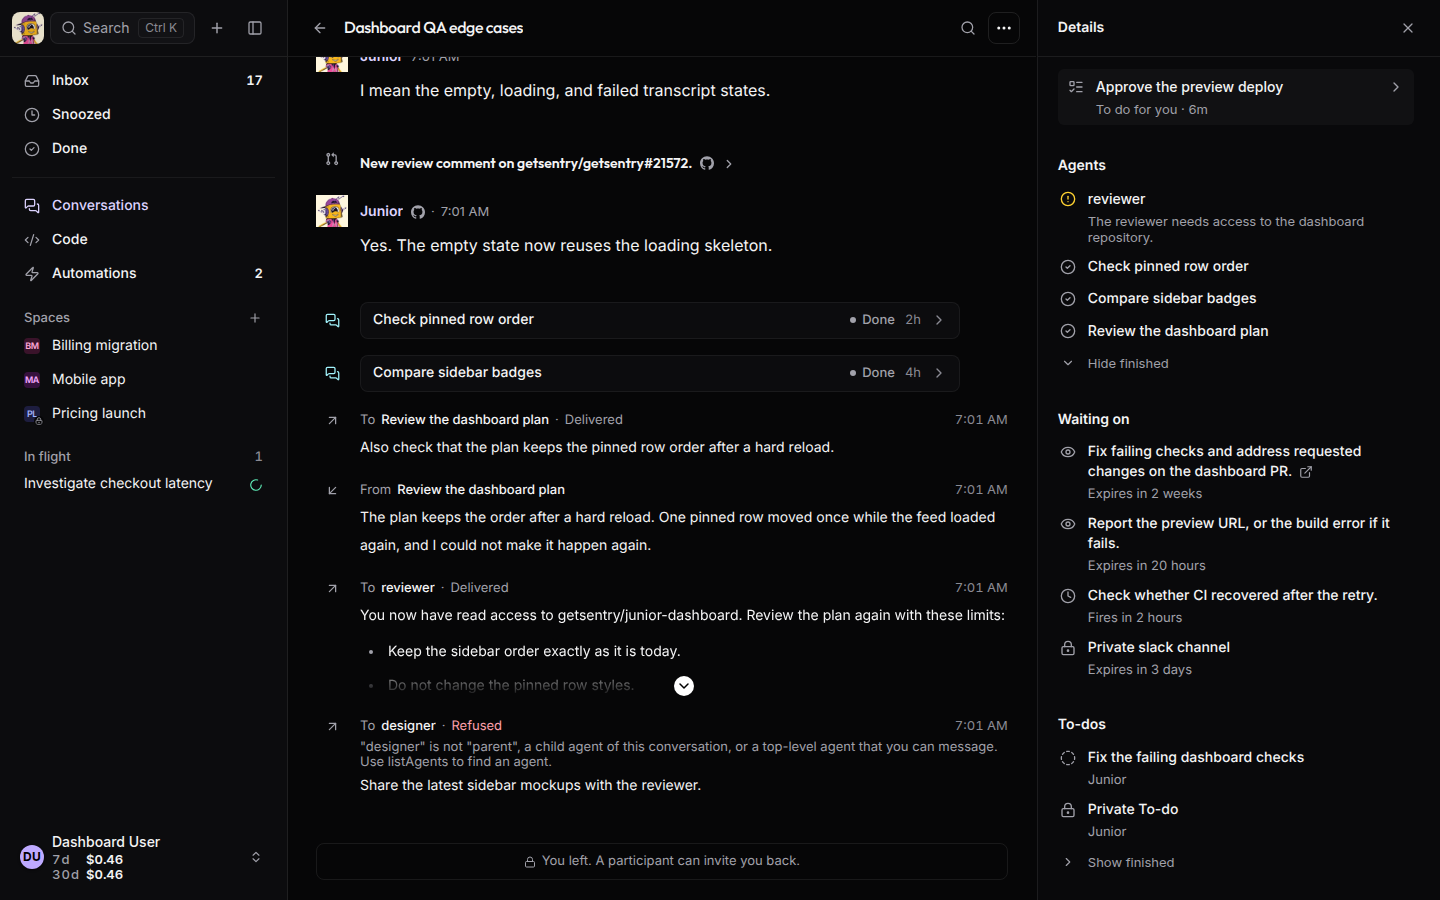 Search Ctrl K
Inbox 17
Snoozed
Done
Conversations
Code
Automations 2
Spaces
BM Billing migration
MA Mobile app
PL Pricing launch
In flight 1
Investigate checkout latency
DU Dashboard User
7d $0.46
30d $0.46
Dashboard QA edge cases
Junior 7:01 AM
I mean the empty, loading, and failed transcript states.
New review comment on getsentry/getsentry#21572.
Junior · 7:01 AM
Yes. The empty state now reuses the loading skeleton.
Check pinned row order Done 2h
Compare sidebar badges Done 4h
To Review the dashboard plan · Delivered 7:01 AM
Also check that the plan keeps the pinned row order after a hard reload.
From Review the dashboard plan 7:01 AM
The plan keeps the order after a hard reload. One pinned row moved once while the feed loaded
again, and I could not make it happen again.
To reviewer · Delivered 7:01 AM
You now have read access to getsentry/junior-dashboard. Review the plan again with these limits:
• Keep the sidebar order exactly as it is today.
• Do not change the pinned row styles.
To designer · Refused 7:01 AM
"designer" is not "parent", a child agent of this conversation, or a top-level agent that you can message.
Use listAgents to find an agent.
Share the latest sidebar mockups with the reviewer.
You left. A participant can invite you back.
Details
Approve the preview deploy
To do for you · 6m
Agents
reviewer
The reviewer needs access to the dashboard
repository.
Check pinned row order
Compare sidebar badges
Review the dashboard plan
Hide finished
Waiting on
Fix failing checks and address requested
changes on the dashboard PR.
Expires in 2 weeks
Report the preview URL, or the build error if it
fails.
Expires in 20 hours
Check whether CI recovered after the retry.
Fires in 2 hours
Private slack channel
Expires in 3 days
To-dos
Fix the failing dashboard checks
Junior
Private To-do
Junior
Show finished